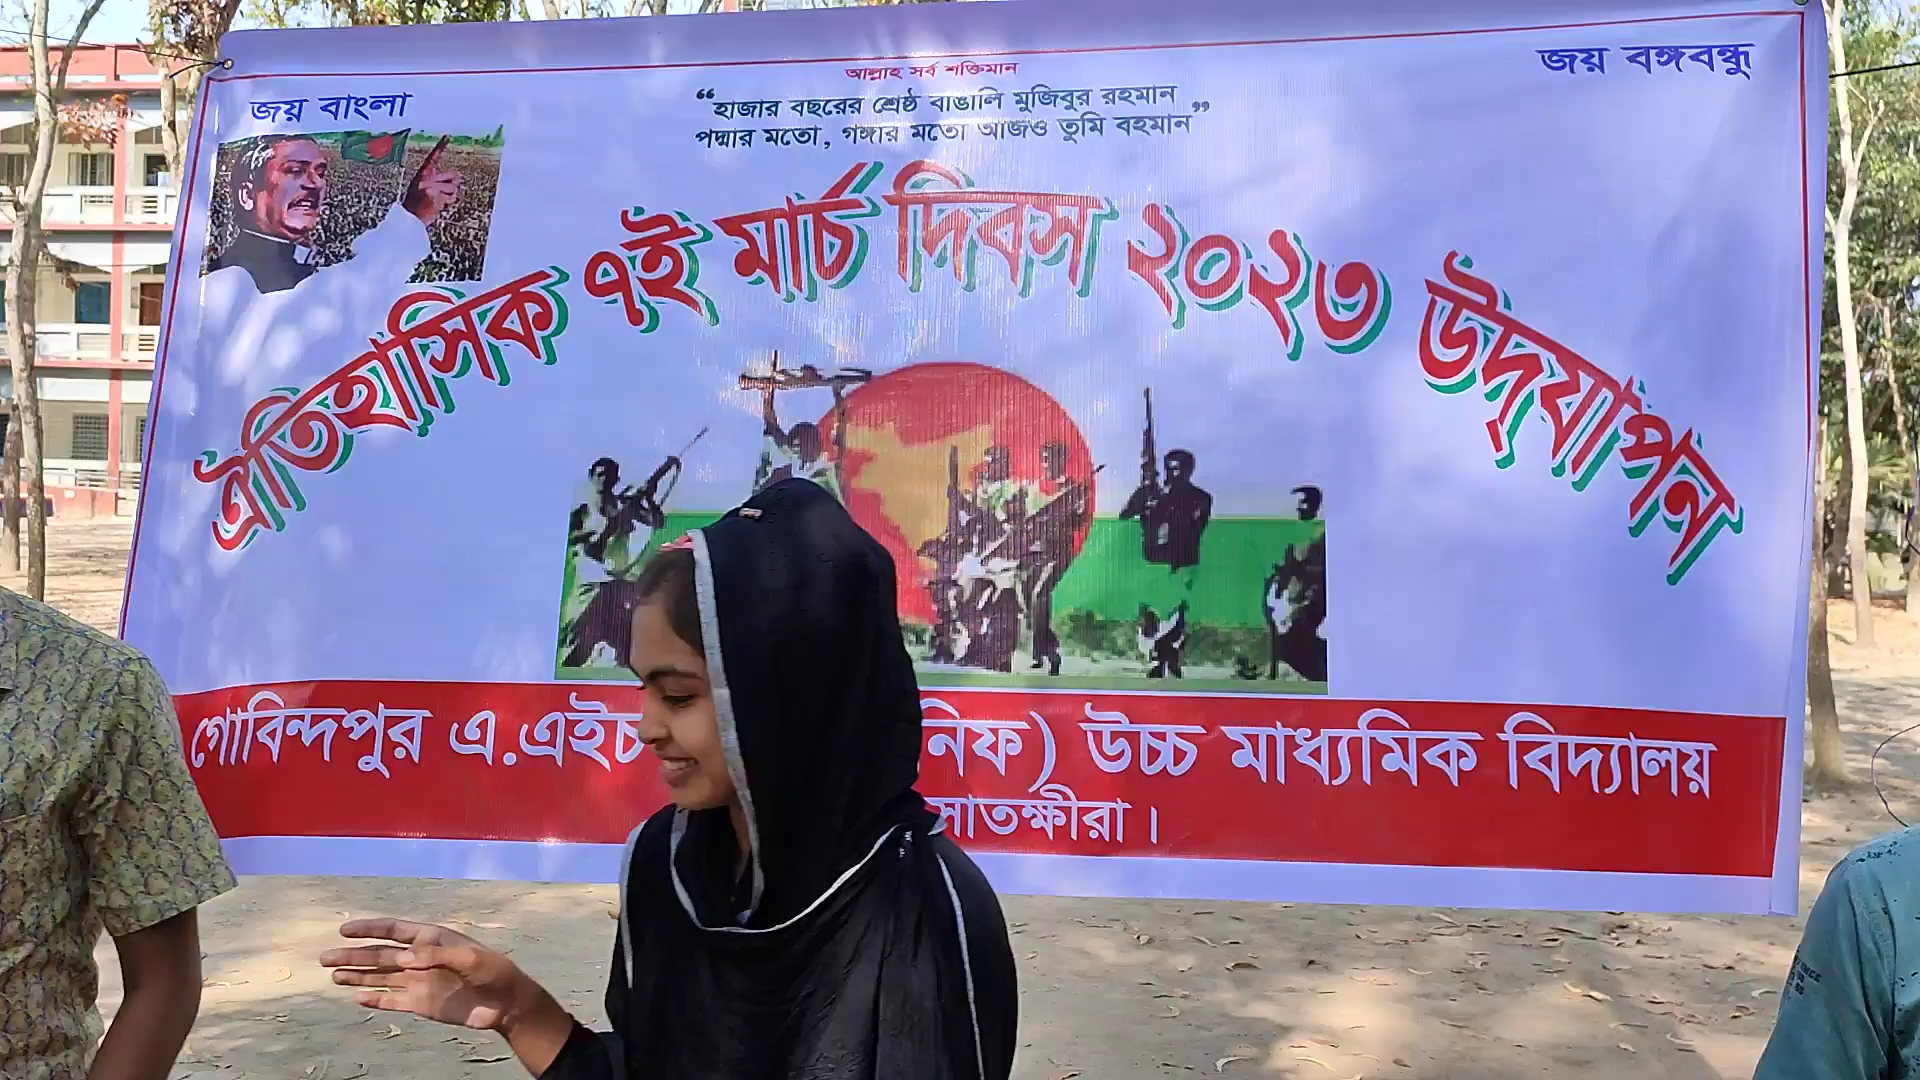 আল্লাহ সর্ব শক্তিমান
জয় বাংলা
জয় বঙ্গবন্ধু
“হাজার বছরের শ্রেষ্ঠ বাঙালি মুজিবুর রহমান
পদ্মার মতো, গঙ্গার মতো আজও তুমি বহমান”
ঐতিহাসিক ৭ই মার্চ দিবস ২০২৩ উদ্‌যাপন
গোবিন্দপুর এ.এইচ নিফ) উচ্চ মাধ্যমিক বিদ্যালয়
সাতক্ষীরা।